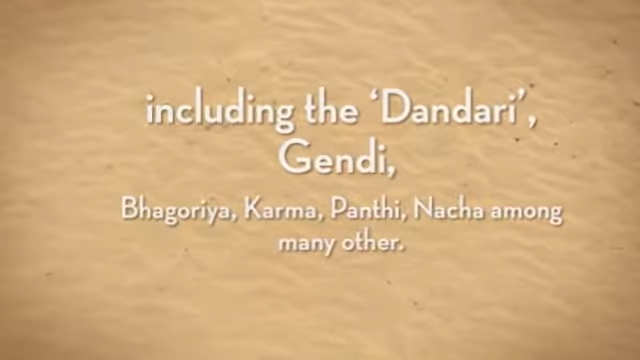 including the ‘Dandari’,
Gendi,
Bhagoriya, Karma, Panthi, Nacha among
many other.